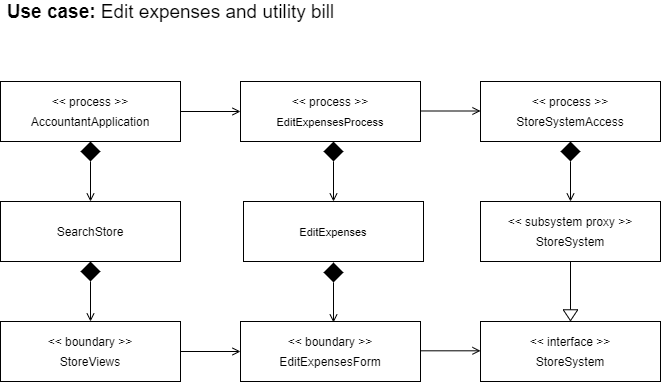 Use case: Edit expenses and utility bill
<< process >>
AccountantApplication
<< process >>
EditExpensesProcess
<< process >>
StoreSystemAccess
SearchStore
EditExpenses
<< subsystem proxy >>
StoreSystem
<< boundary >>
StoreViews
<< boundary >>
EditExpensesForm
<< interface >>
StoreSystem